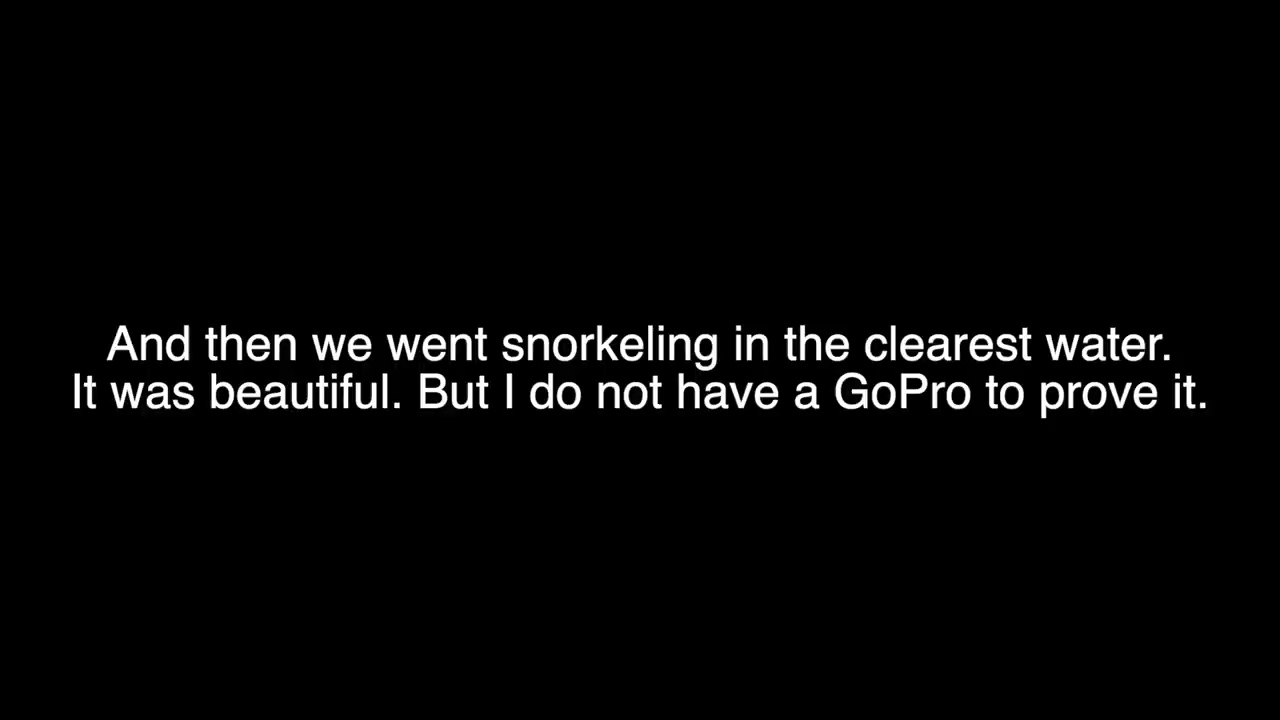 And then we went snorkeling in the clearest water.
It was beautiful. But I do not have a GoPro to prove it.